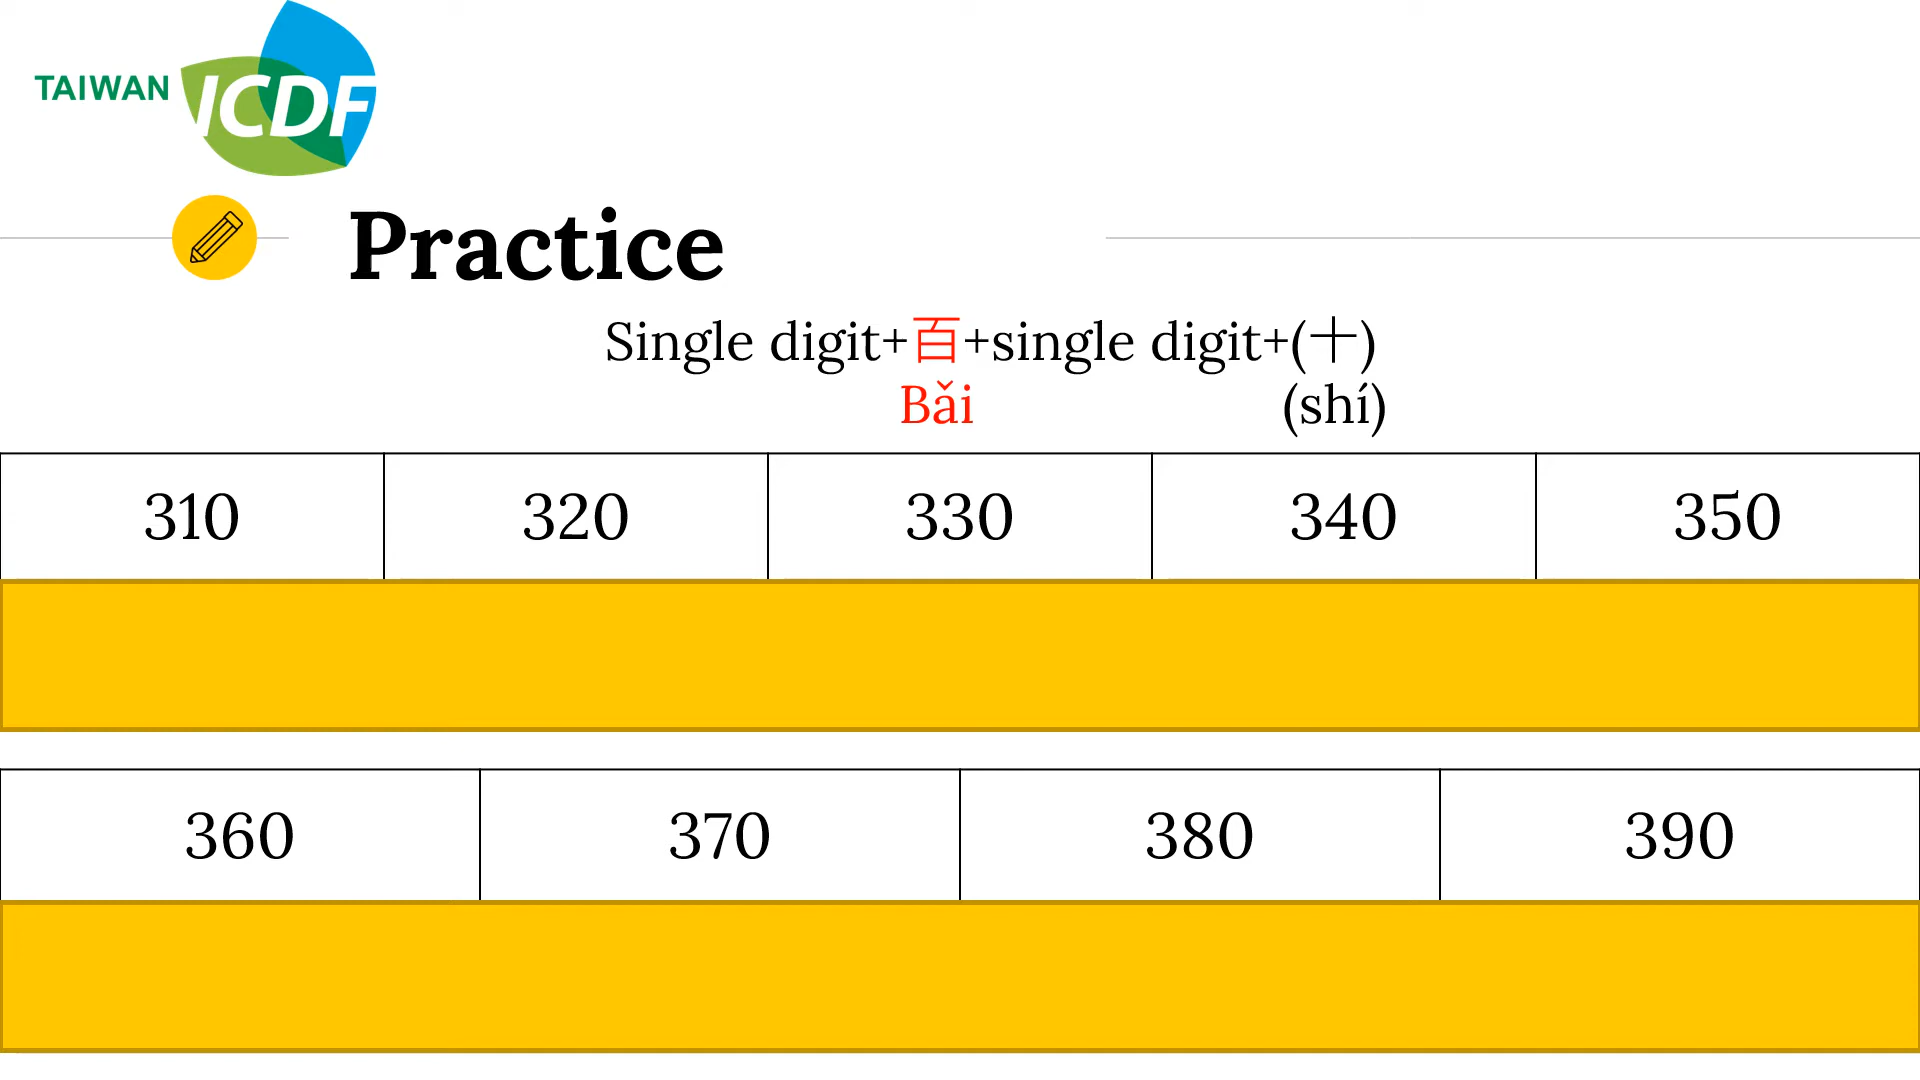 TAIWAN ICDF
Practice
Single digit+百+single digit+(十)
Bǎi (shí)
310 320 330 340 350
360 370 380 390